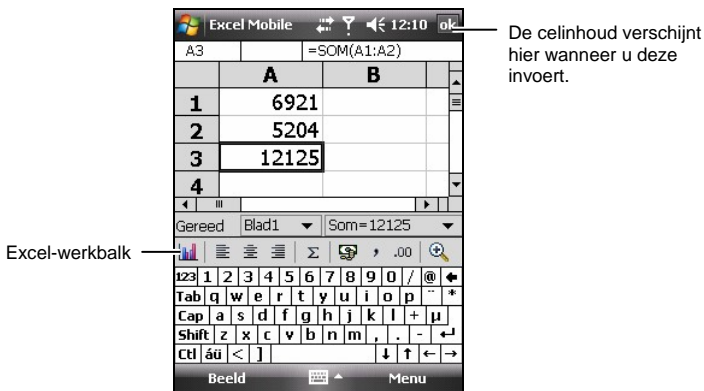 Excel Mobile 12:10 ok
A3 =SOM(A1:A2)
A B
1 6921
2 5204
3 12125
4
Gereed Blad1 Som=12125
Σ , .00
123 1 2 3 4 5 6 7 8 9 0 / @
Tab q w e r t y u i o p ¨ *
Cap a s d f g h j k l + µ
Shift z x c v b n m , . -
Ctl áü < ]
Beeld Menu
De celinhoud verschijnt
hier wanneer u deze
invoert.
Excel-werkbalk